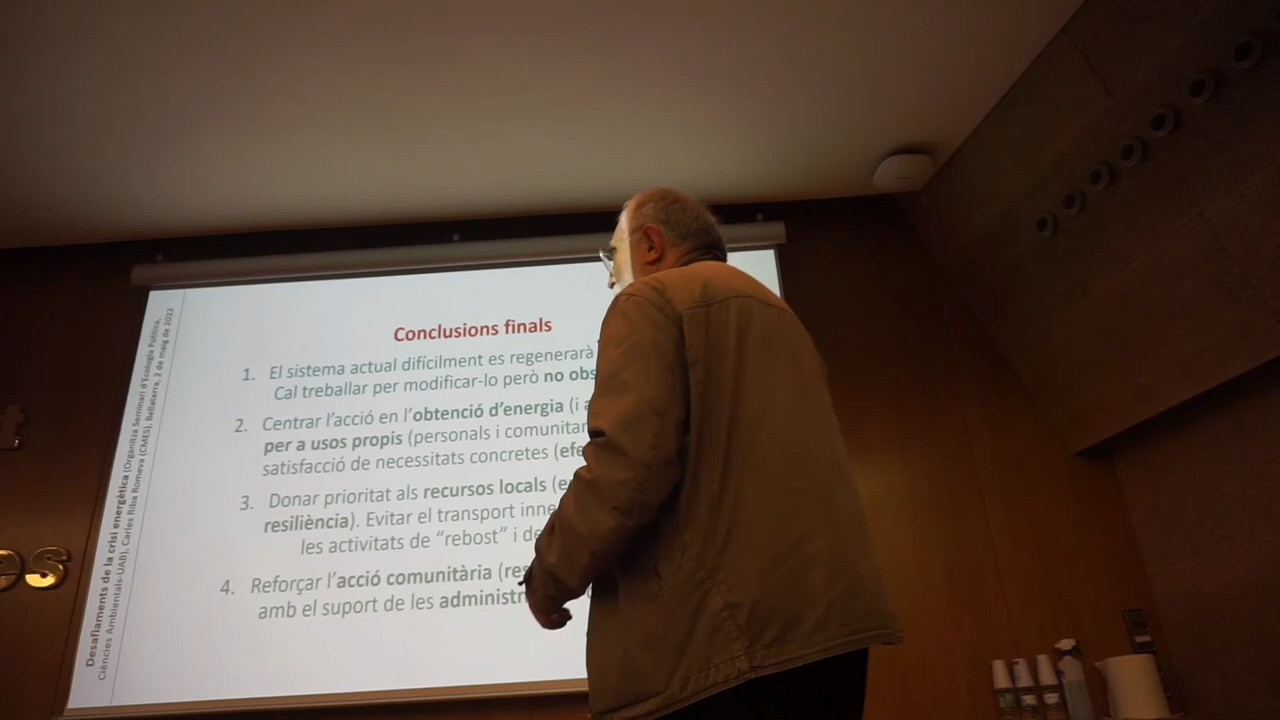 Conclusions finals
1. El sistema actual difícilment es regenerarà
Cal treballar per modificar-lo però no obs
2. Centrar l'acció en l'obtenció d'energia (i a
per a usos propis (personals i comunitar
satisfacció de necessitats concretes (efe
3. Donar prioritat als recursos locals (e
resiliència). Evitar el transport inne
les activitats de “rebost” i de
4. Reforçar l'acció comunitària (res
amb el suport de les administr
Desafiaments de la crisi energètica (Organitza Seminari d'Ecologia Política,
Ciències Ambientals-UAB), Carles Riba Romeva (CMES), Bellaterra, 2 de maig de 2022
t
es